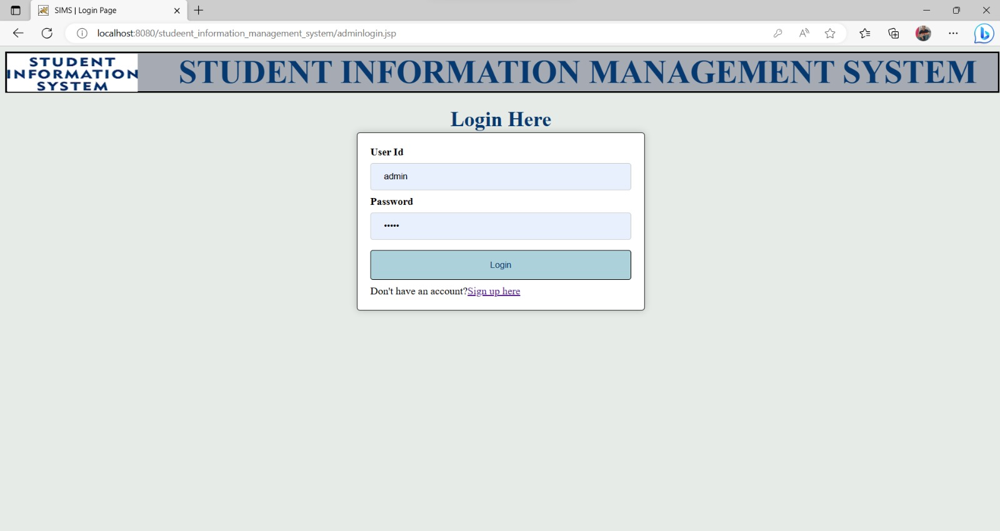 SIMS | Login Page
localhost:8080/studeent_information_management_system/adminlogin.jsp
STUDENT
INFORMATION
SYSTEM
STUDENT INFORMATION MANAGEMENT SYSTEM
Login Here
User Id
admin
Password
•••••
Login
Don't have an account?Sign up here